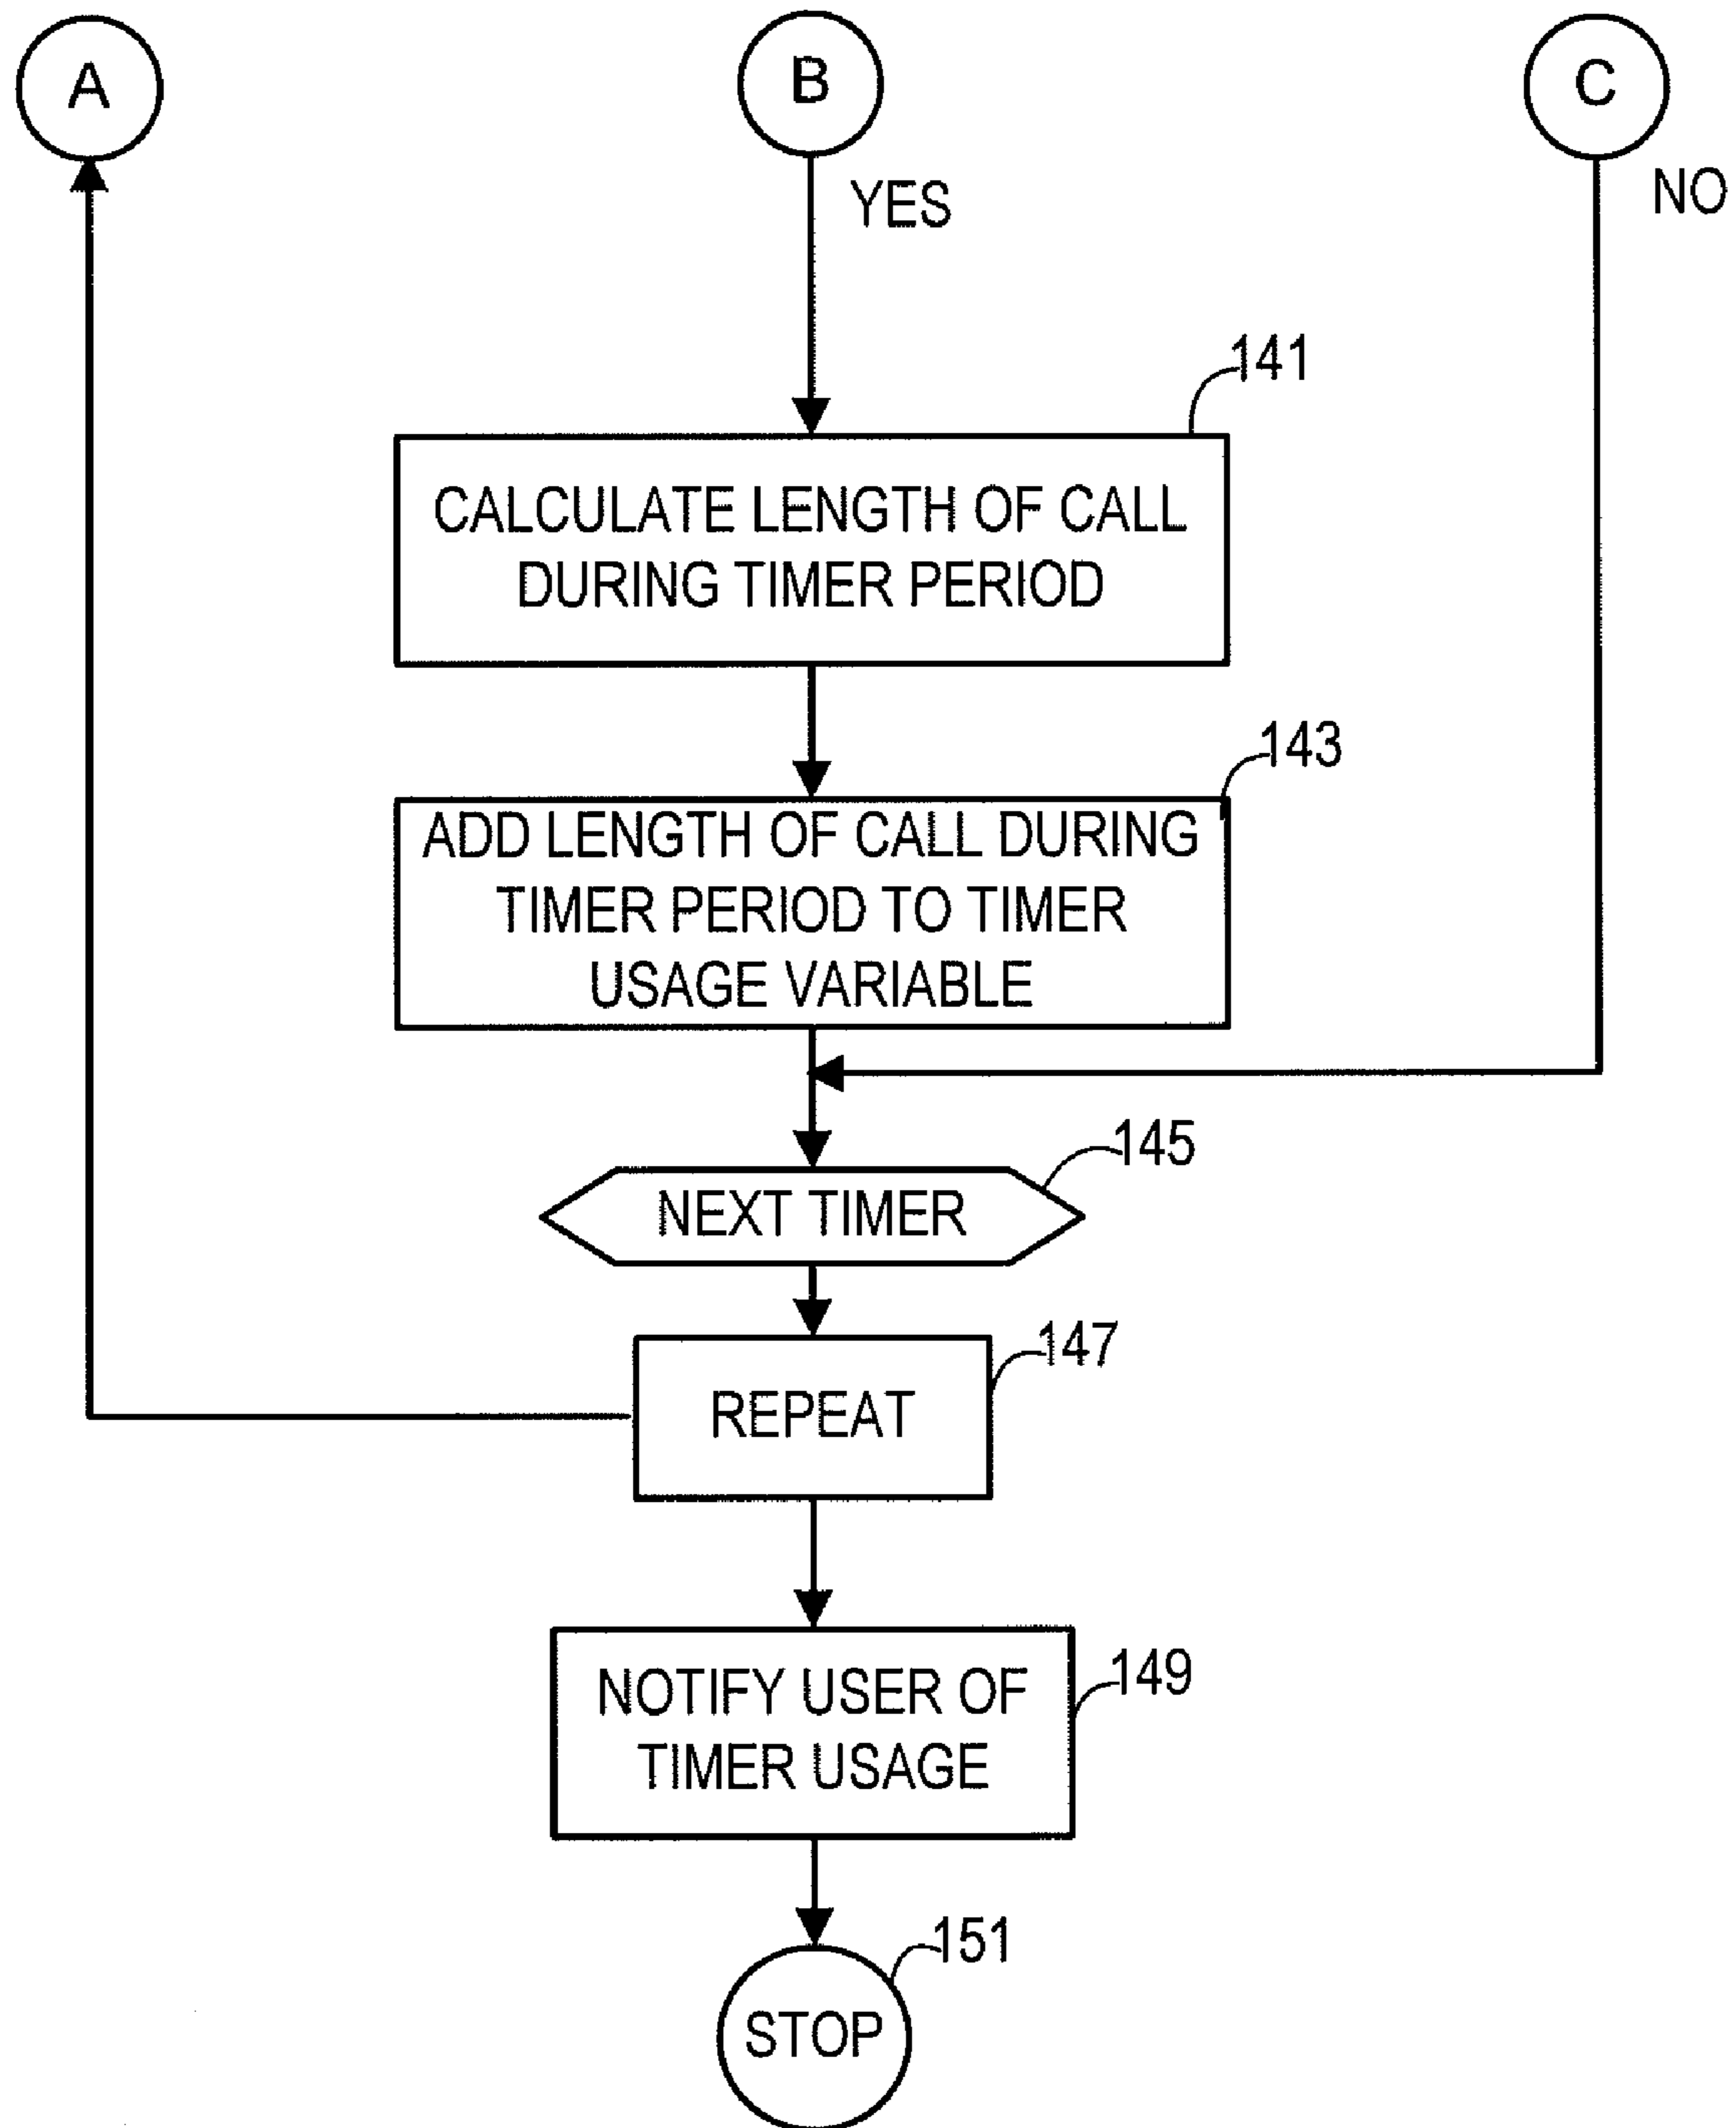 A
B
C
YES
NO
141
CALCULATE LENGTH OF CALL
DURING TIMER PERIOD
143
ADD LENGTH OF CALL DURING
TIMER PERIOD TO TIMER
USAGE VARIABLE
145
NEXT TIMER
147
REPEAT
149
NOTIFY USER OF
TIMER USAGE
151
STOP